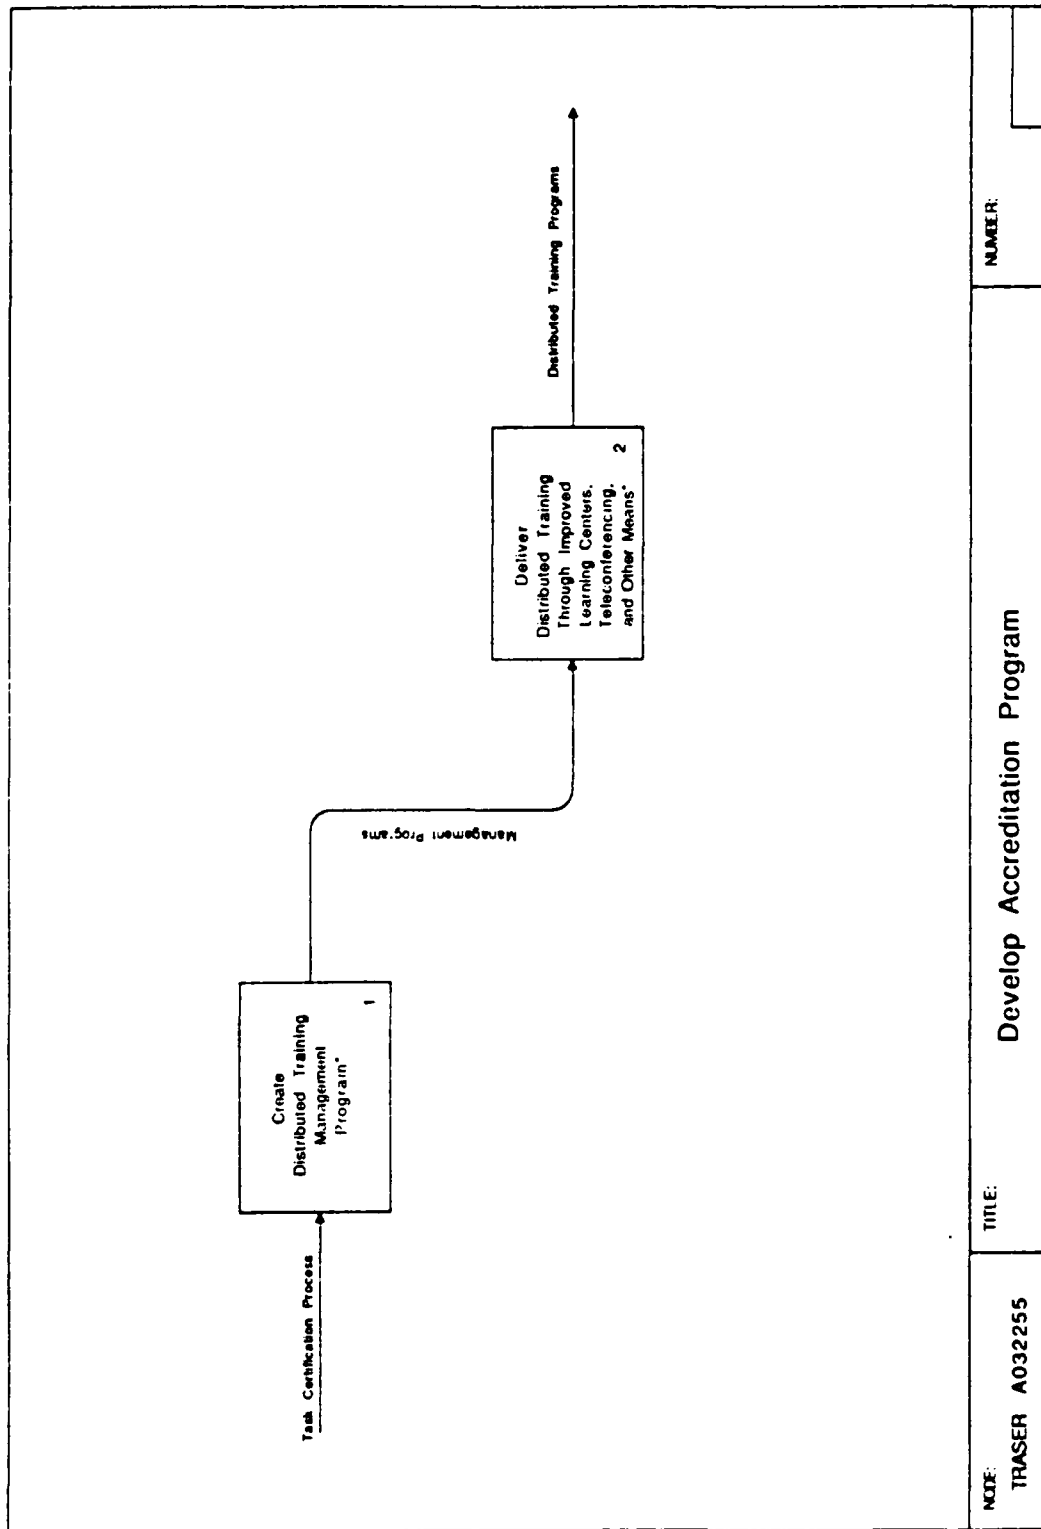 Task Certification Process
Create
Distributed Training
Management
Program*
1
Management Programs
Deliver
Distributed Training
Through Improved
Learning Centers,
Teleconferencing,
and Other Means*
2
Distributed Training Programs
NODE:
TRASER A032255
TITLE:
Develop Accreditation Program
NUMBER: